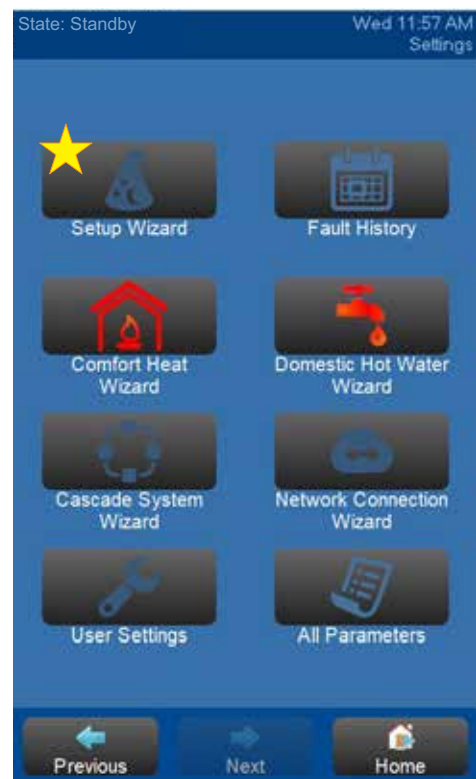 State: Standby
Wed 11:57 AM
Settings
Setup Wizard
Fault History
Comfort Heat
Wizard
Domestic Hot Water
Wizard
Cascade System
Wizard
Network Connection
Wizard
User Settings
All Parameters
Previous
Next
Home